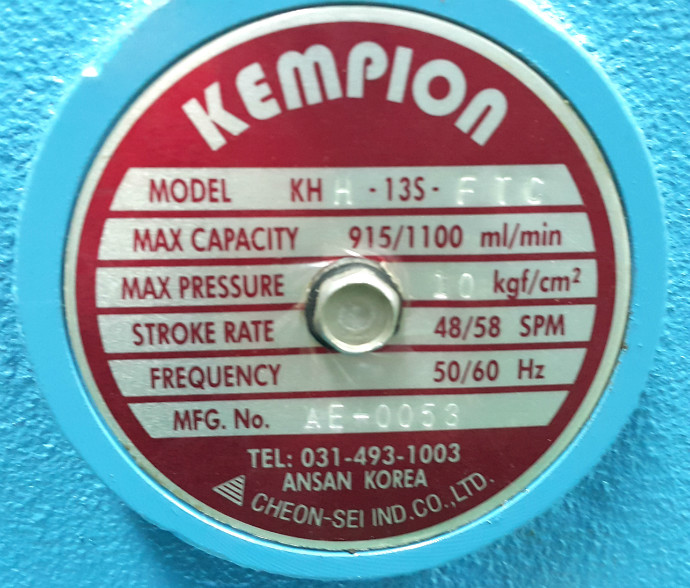 KEMPION
MODEL KH H - 13S - FTC
MAX CAPACITY 915/1100 ml/min
MAX PRESSURE 10 kgf/cm²
STROKE RATE 48/58 SPM
FREQUENCY 50/60 Hz
MFG. No. AE-0053
TEL: 031-493-1003
ANSAN KOREA
CHEON-SEI IND.CO.,LTD.